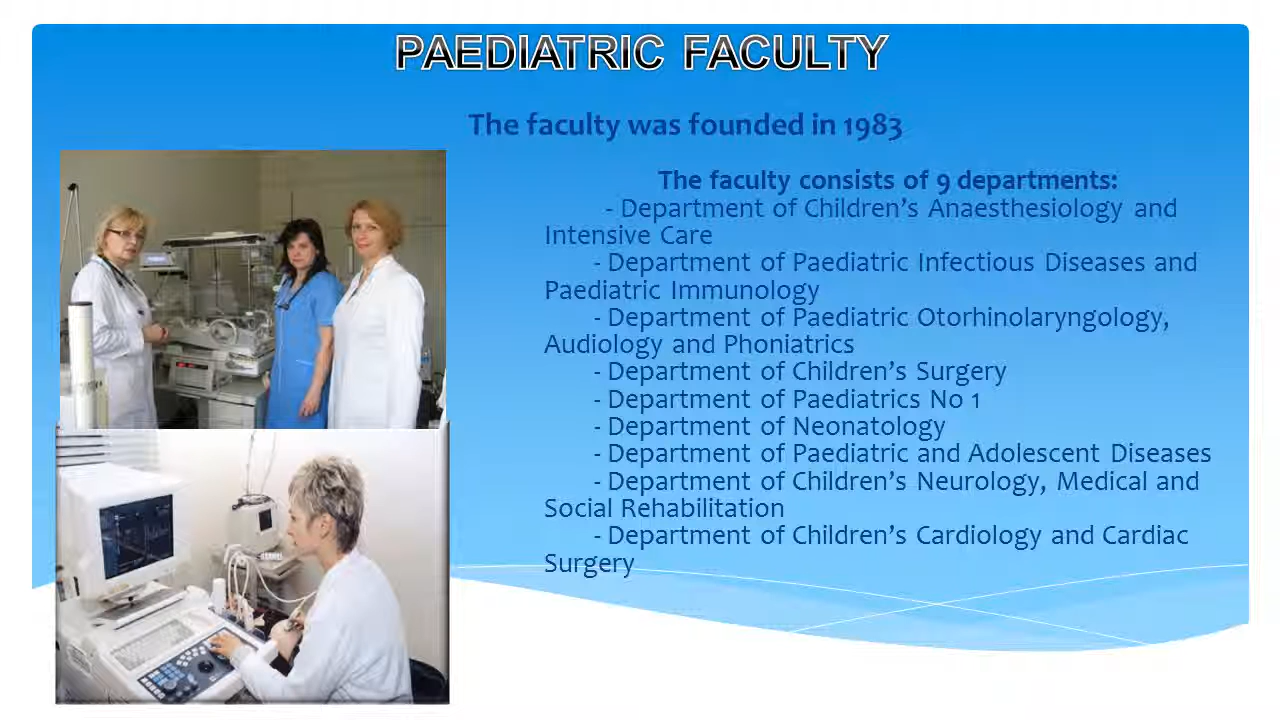 PAEDIATRIC FACULTY
The faculty was founded in 1983
The faculty consists of 9 departments:
- Department of Children’s Anaesthesiology and
Intensive Care
- Department of Paediatric Infectious Diseases and
Paediatric Immunology
- Department of Paediatric Otorhinolaryngology,
Audiology and Phoniatrics
- Department of Children’s Surgery
- Department of Paediatrics No 1
- Department of Neonatology
- Department of Paediatric and Adolescent Diseases
- Department of Children’s Neurology, Medical and
Social Rehabilitation
- Department of Children’s Cardiology and Cardiac
Surgery